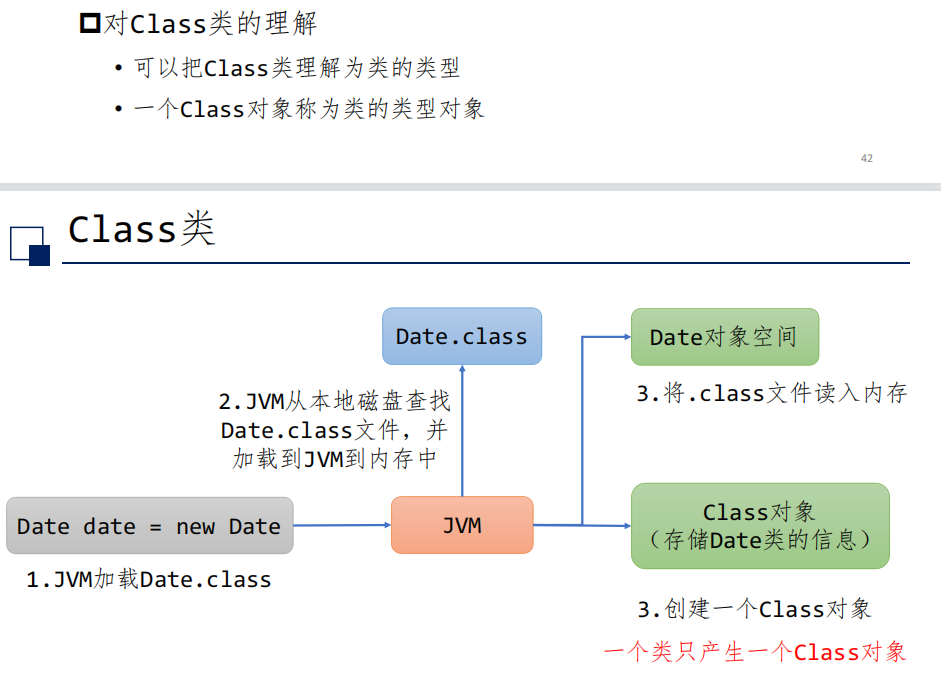 对Class类的理解
• 可以把Class类理解为类的类型
• 一个Class对象称为类的类型对象
42
Class类
Date.class
Date对象空间
2.JVM从本地磁盘查找
Date.class文件，并
加载到JVM到内存中
3.将.class文件读入内存
Date date = new Date
JVM
Class对象
（存储Date类的信息）
1.JVM加载Date.class
3.创建一个Class对象
一个类只产生一个Class对象